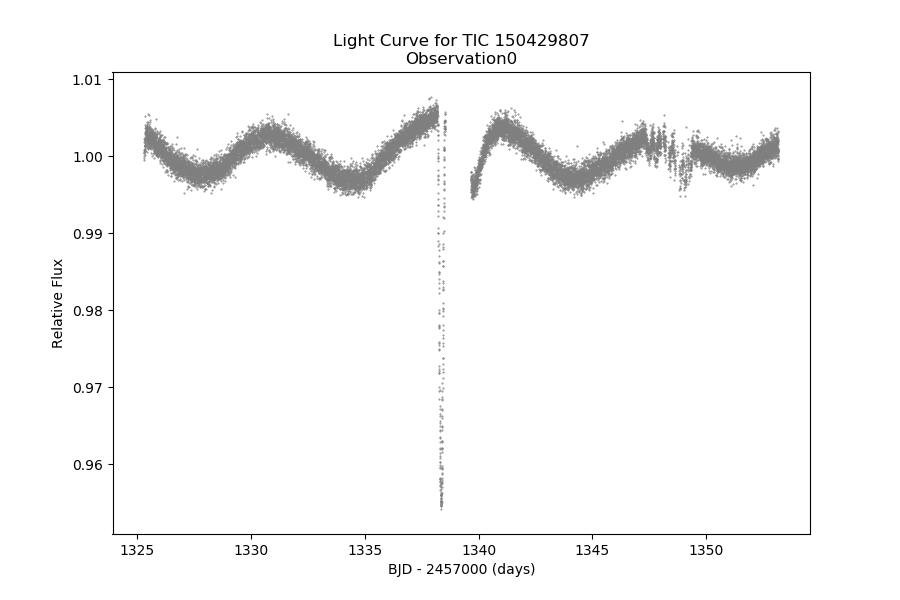 Light Curve for TIC 150429807
Observation0
1.01
1.00
0.99
0.98
0.97
0.96
Relative Flux
1325 1330 1335 1340 1345 1350
BJD - 2457000 (days)